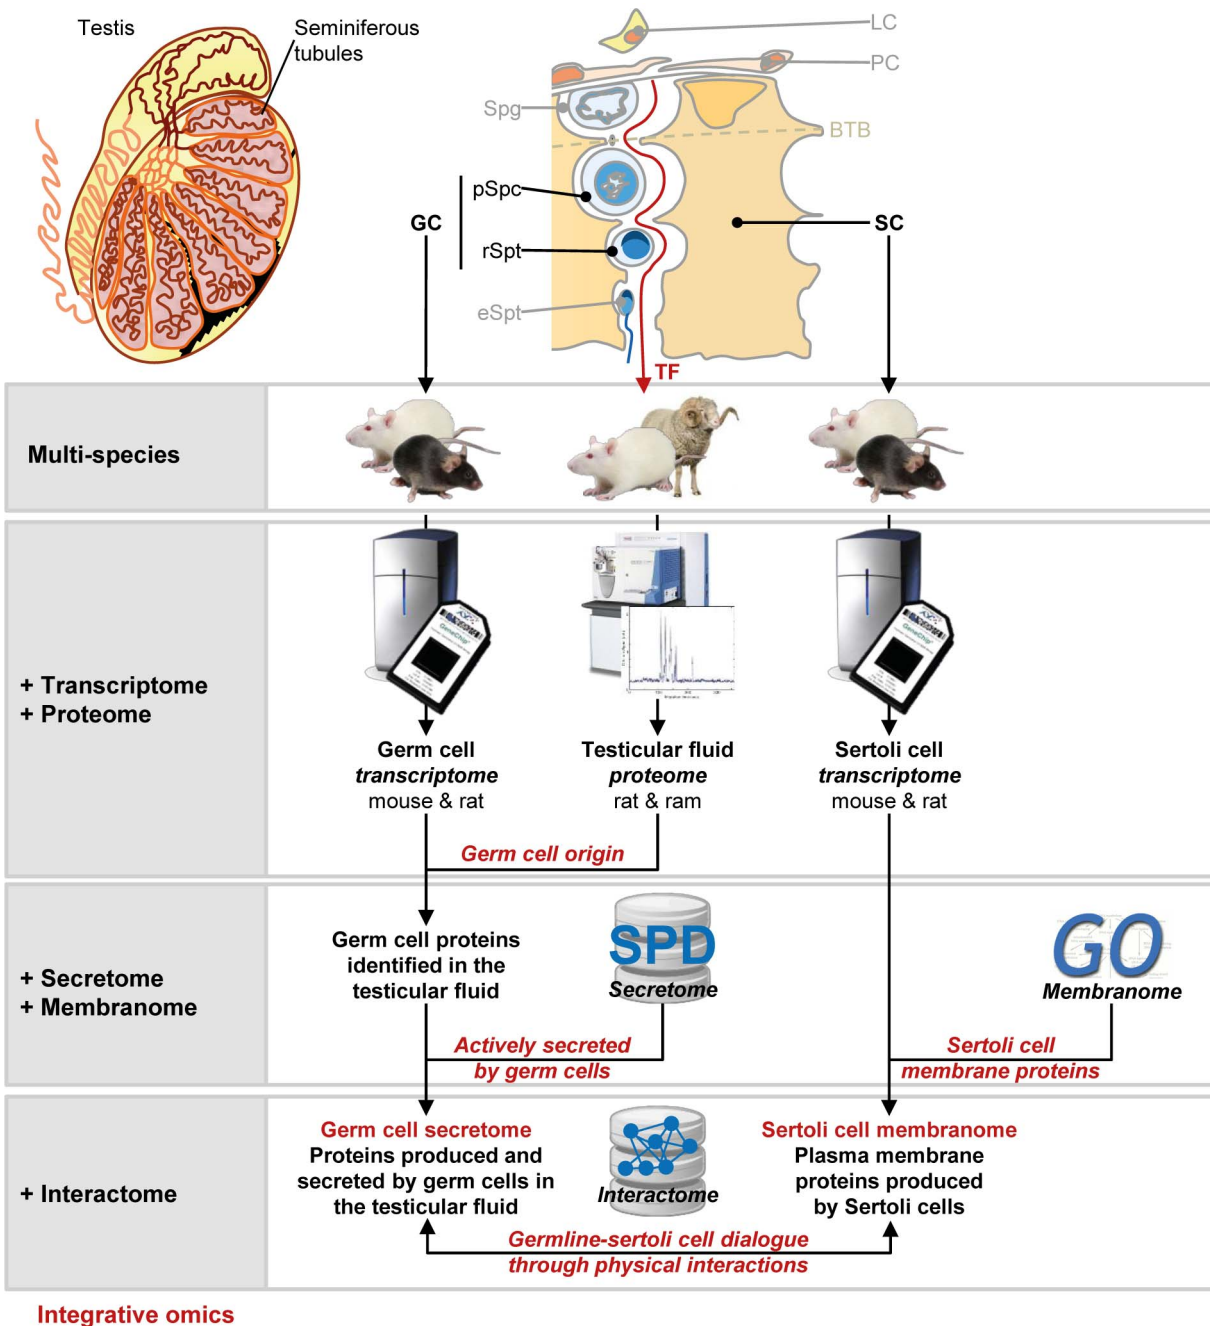 Testis
Seminiferous
tubules
LC
PC
Spg
BTB
pSpc
GC
SC
rSpt
eSpt
TF
Multi-species
+ Transcriptome
+ Proteome
GeneChip
GeneChip
Germ cell
transcriptome
mouse & rat
Testicular fluid
proteome
rat & ram
Sertoli cell
transcriptome
mouse & rat
Germ cell origin
+ Secretome
+ Membranome
Germ cell proteins
identified in the
testicular fluid
SPD
Secretome
GO
Membranome
Actively secreted
by germ cells
Sertoli cell
membrane proteins
+ Interactome
Germ cell secretome
Proteins produced and
secreted by germ cells in
the testicular fluid
Interactome
Sertoli cell membranome
Plasma membrane
proteins produced
by Sertoli cells
Germline-sertoli cell dialogue
through physical interactions
Integrative omics